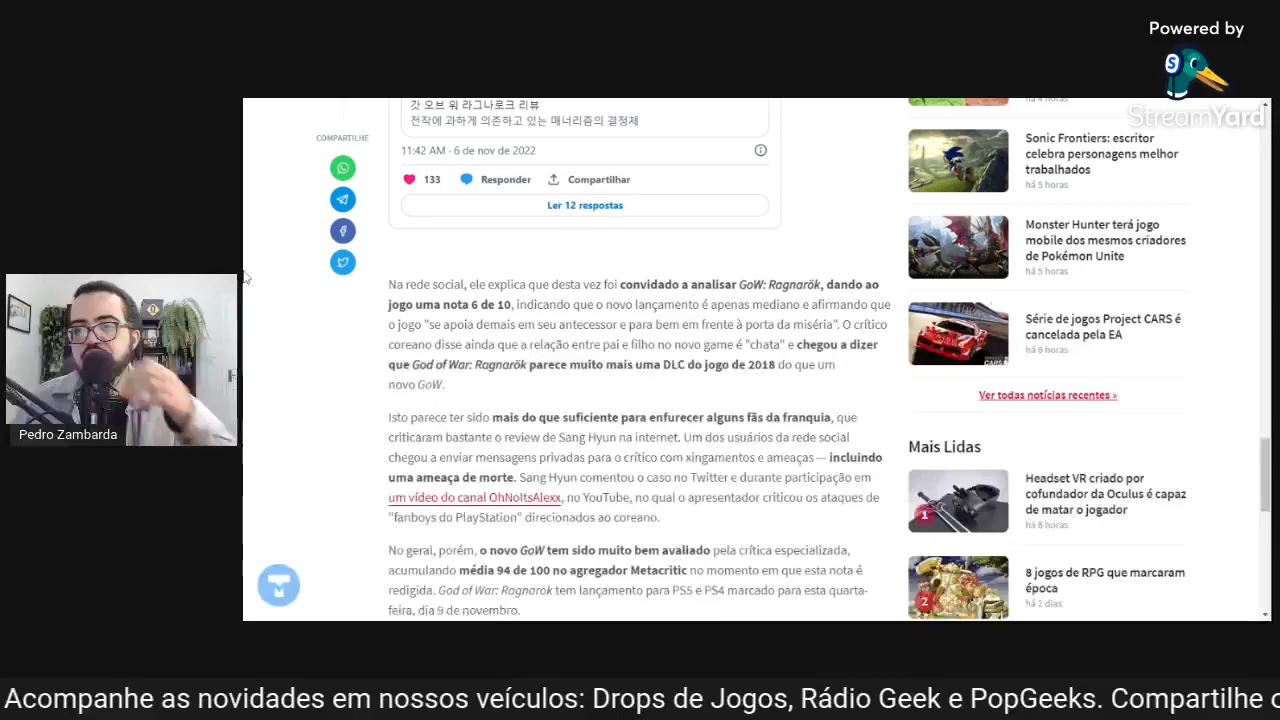 Powered by
StreamYard
갓 오브 워 라그나로크 리뷰
전작에 과하게 의존하고 있는 매너리즘의 결정체
11:42 AM · 6 de nov de 2022
133 Responder Compartilhar
Ler 12 respostas
COMPARTILHE
Na rede social, ele explica que desta vez foi convidado a analisar GoW: Ragnarök, dando ao
jogo uma nota 6 de 10, indicando que o novo lançamento é apenas mediano e afirmando que
o jogo "se apoia demais em seu antecessor e para bem em frente à porta da miséria". O crítico
coreano disse ainda que a relação entre pai e filho no novo game é "chata" e chegou a dizer
que God of War: Ragnarök parece muito mais uma DLC do jogo de 2018 do que um
novo GoW.
Isto parece ter sido mais do que suficiente para enfurecer alguns fãs da franquia, que
criticaram bastante o review de Sang Hyun na internet. Um dos usuários da rede social
chegou a enviar mensagens privadas para o crítico com xingamentos e ameaças — incluindo
uma ameaça de morte. Sang Hyun comentou o caso no Twitter e durante participação em
um vídeo do canal OhNoItsAlexx, no YouTube, no qual o apresentador criticou os ataques de
"fanboys do PlayStation" direcionados ao coreano.
No geral, porém, o novo GoW tem sido muito bem avaliado pela crítica especializada,
acumulando média 94 de 100 no agregador Metacritic no momento em que esta nota é
redigida. God of War: Ragnarök tem lançamento para PS5 e PS4 marcado para esta quarta-
feira, dia 9 de novembro.
há 4 horas
Sonic Frontiers: escritor
celebra personagens melhor
trabalhados
há 5 horas
Monster Hunter terá jogo
mobile dos mesmos criadores
de Pokémon Unite
há 5 horas
Série de jogos Project CARS é
cancelada pela EA
há 6 horas
Ver todas notícias recentes »
Mais Lidas
1
Headset VR criado por
cofundador da Oculus é capaz
de matar o jogador
há 8 horas
2
8 jogos de RPG que marcaram
época
há 2 dias
Pedro Zambarda
Acompanhe as novidades em nossos veículos: Drops de Jogos, Rádio Geek e PopGeeks. Compartilhe